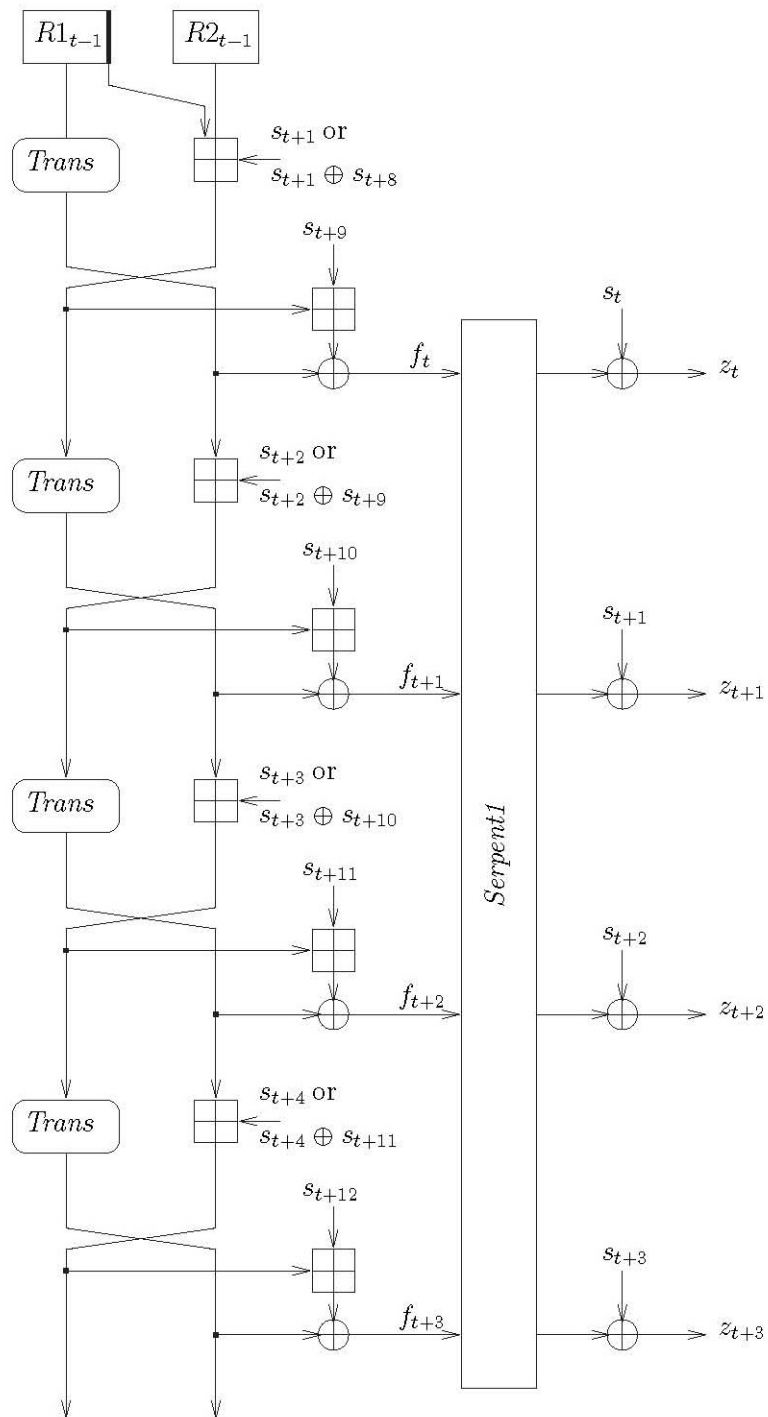 R1_{t−1} R2_{t−1}
s_{t+1} or
Trans
s_{t+1} ⊕ s_{t+8}
s_{t+9}
s_t
f_t
z_t
s_{t+2} or
Trans
s_{t+2} ⊕ s_{t+9}
s_{t+10}
s_{t+1}
f_{t+1}
z_{t+1}
s_{t+3} or
Trans
s_{t+3} ⊕ s_{t+10}
Serpent1
s_{t+11}
s_{t+2}
f_{t+2}
z_{t+2}
s_{t+4} or
Trans
s_{t+4} ⊕ s_{t+11}
s_{t+12}
s_{t+3}
f_{t+3}
z_{t+3}